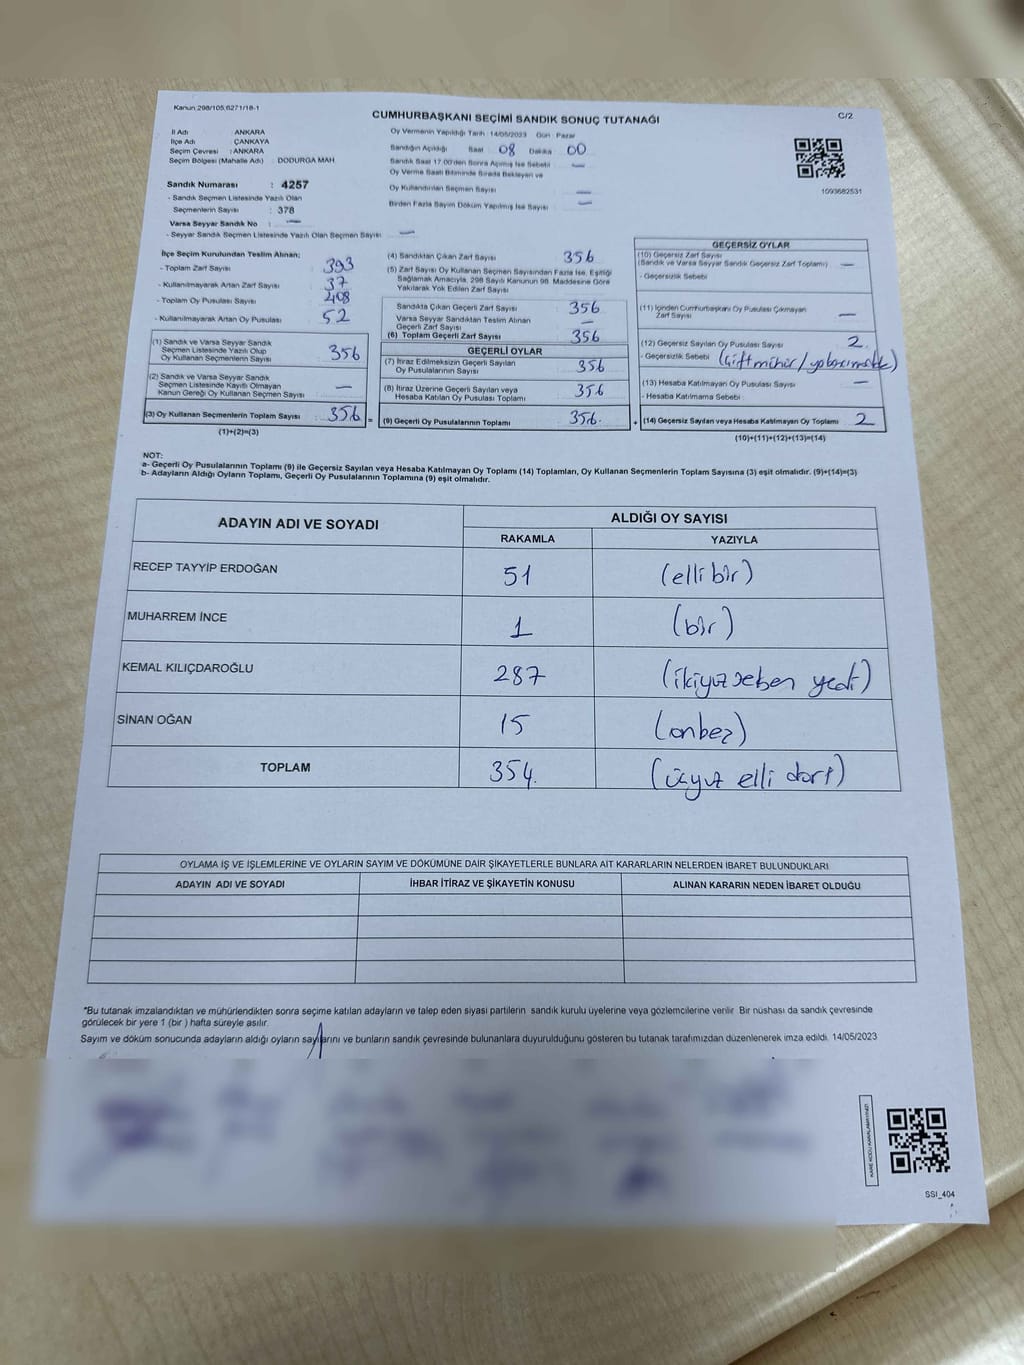 Kanun:298/105,6271/18-1
CUMHURBAŞKANI SEÇİMİ SANDIK SONUÇ TUTANAĞI
C/2
İl Adı : ANKARA
İlçe Adı : ÇANKAYA
Seçim Çevresi : ANKARA
Seçim Bölgesi (Mahalle Adı) : DODURGA MAH.
Sandık Numarası : 4257
- Sandık Seçmen Listesinde Yazılı Olan
Seçmenlerin Sayısı : 378
Varsa Seyyar Sandık No : —
- Seyyar Sandık Seçmen Listesinde Yazılı Olan Seçmen Sayısı —
Oy Vermenin Yapıldığı Tarih : 14/05/2023 Gün : Pazar
Sandığın Açıldığı Saat 08 Dakika 00
Sandık Saat 17.00'den Sonra Açılmış İse Sebebi —
Oy Verme Saati Bitiminde Sırada Bekleyen ve
Oy Kullandırılan Seçmen Sayısı —
Birden Fazla Sayım Döküm Yapılmış İse Sayısı —
1093682531
İlçe Seçim Kurulundan Teslim Alınan:
- Toplam Zarf Sayısı 393
- Kullanılmayarak Artan Zarf Sayısı 37
- Toplam Oy Pusulası Sayısı 408
- Kullanılmayarak Artan Oy Pusulası 52
(1) Sandık ve Varsa Seyyar Sandık
Seçmen Listesinde Yazılı Olup
Oy Kullanan Seçmenlerin Sayısı 356
(2) Sandık ve Varsa Seyyar Sandık
Seçmen Listesinde Kayıtlı Olmayan
Kanun Gereği Oy Kullanan Seçmen Sayısı —
(3) Oy Kullanan Seçmenlerin Toplam Sayısı 356
(1)+(2)=(3)
(4) Sandıktan Çıkan Zarf Sayısı 356
(5) Zarf Sayısı Oy Kullanan Seçmen Sayısından Fazla İse, Eşitliği
Sağlamak Amacıyla, 298 Sayılı Kanunun 98. Maddesine Göre
Yakılarak Yok Edilen Zarf Sayısı
Sandıkta Çıkan Geçerli Zarf Sayısı 356
Varsa Seyyar Sandıktan Teslim Alınan
Geçerli Zarf Sayısı —
(6) Toplam Geçerli Zarf Sayısı 356
GEÇERLİ OYLAR
(7) İtiraz Edilmeksizin Geçerli Sayılan
Oy Pusulalarının Sayısı 356
(8) İtiraz Üzerine Geçerli Sayılan veya
Hesaba Katılan Oy Pusulası Toplamı 356
= (9) Geçerli Oy Pusulalarının Toplamı 356.
GEÇERSİZ OYLAR
(10) Geçersiz Zarf Sayısı
(Sandık ve Varsa Seyyar Sandık Geçersiz Zarf Toplamı) —
- Geçersizlik Sebebi
(11) İçinden Cumhurbaşkanı Oy Pusulası Çıkmayan
Zarf Sayısı —
(12) Geçersiz Sayılan Oy Pusulası Sayısı 2.
- Geçersizlik Sebebi (Çift mühür/
(13) Hesaba Katılmayan Oy Pusulası Sayısı —
- Hesaba Katılmama Sebebi
+ (14) Geçersiz Sayılan veya Hesaba Katılmayan Oy Toplamı 2
(10)+(11)+(12)+(13)=(14)
NOT:
a- Geçerli Oy Pusulalarının Toplamı (9) ile Geçersiz Sayılan veya Hesaba Katılmayan Oy Toplamı (14) Toplamları, Oy Kullanan Seçmenlerin Toplam Sayısına (3) eşit olmalıdır. (9)+(14)=(3)
b- Adayların Aldığı Oyların Toplamı, Geçerli Oy Pusulalarının Toplamına (9) eşit olmalıdır.
ADAYIN ADI VE SOYADI ALDIĞI OY SAYISI
RAKAMLA YAZIYLA
RECEP TAYYİP ERDOĞAN 51 (elli bir)
MUHARREM İNCE 1 (bir)
KEMAL KILIÇDAROĞLU 287 (ikiyuz seksen yedi)
SİNAN OĞAN 15 (onbeş)
TOPLAM 354. (üçyuz elli dort)
OYLAMA İŞ VE İŞLEMLERİNE VE OYLARIN SAYIM VE DÖKÜMÜNE DAİR ŞİKAYETLERLE BUNLARA AİT KARARLARIN NELERDEN İBARET BULUNDUKLARI
ADAYIN ADI VE SOYADI İHBAR İTİRAZ VE ŞİKAYETİN KONUSU ALINAN KARARIN NEDEN İBARET OLDUĞU
*Bu tutanak imzalandıktan ve mühürlendikten sonra seçime katılan adayların ve talep eden siyasi partilerin sandık kurulu üyelerine veya gözlemcilerine verilir. Bir nüshası da sandık çevresinde
görülecek bir yere 1 (bir) hafta süreyle asılır.
Sayım ve döküm sonucunda adayların aldığı oyların sayılarını ve bunların sandık çevresinde bulunanlara duyurulduğunu gösteren bu tutanak tarafımızdan düzenlenerek imza edildi. 14/05/2023
KARE KODU KARALAMAYINIZ!
SSİ_404